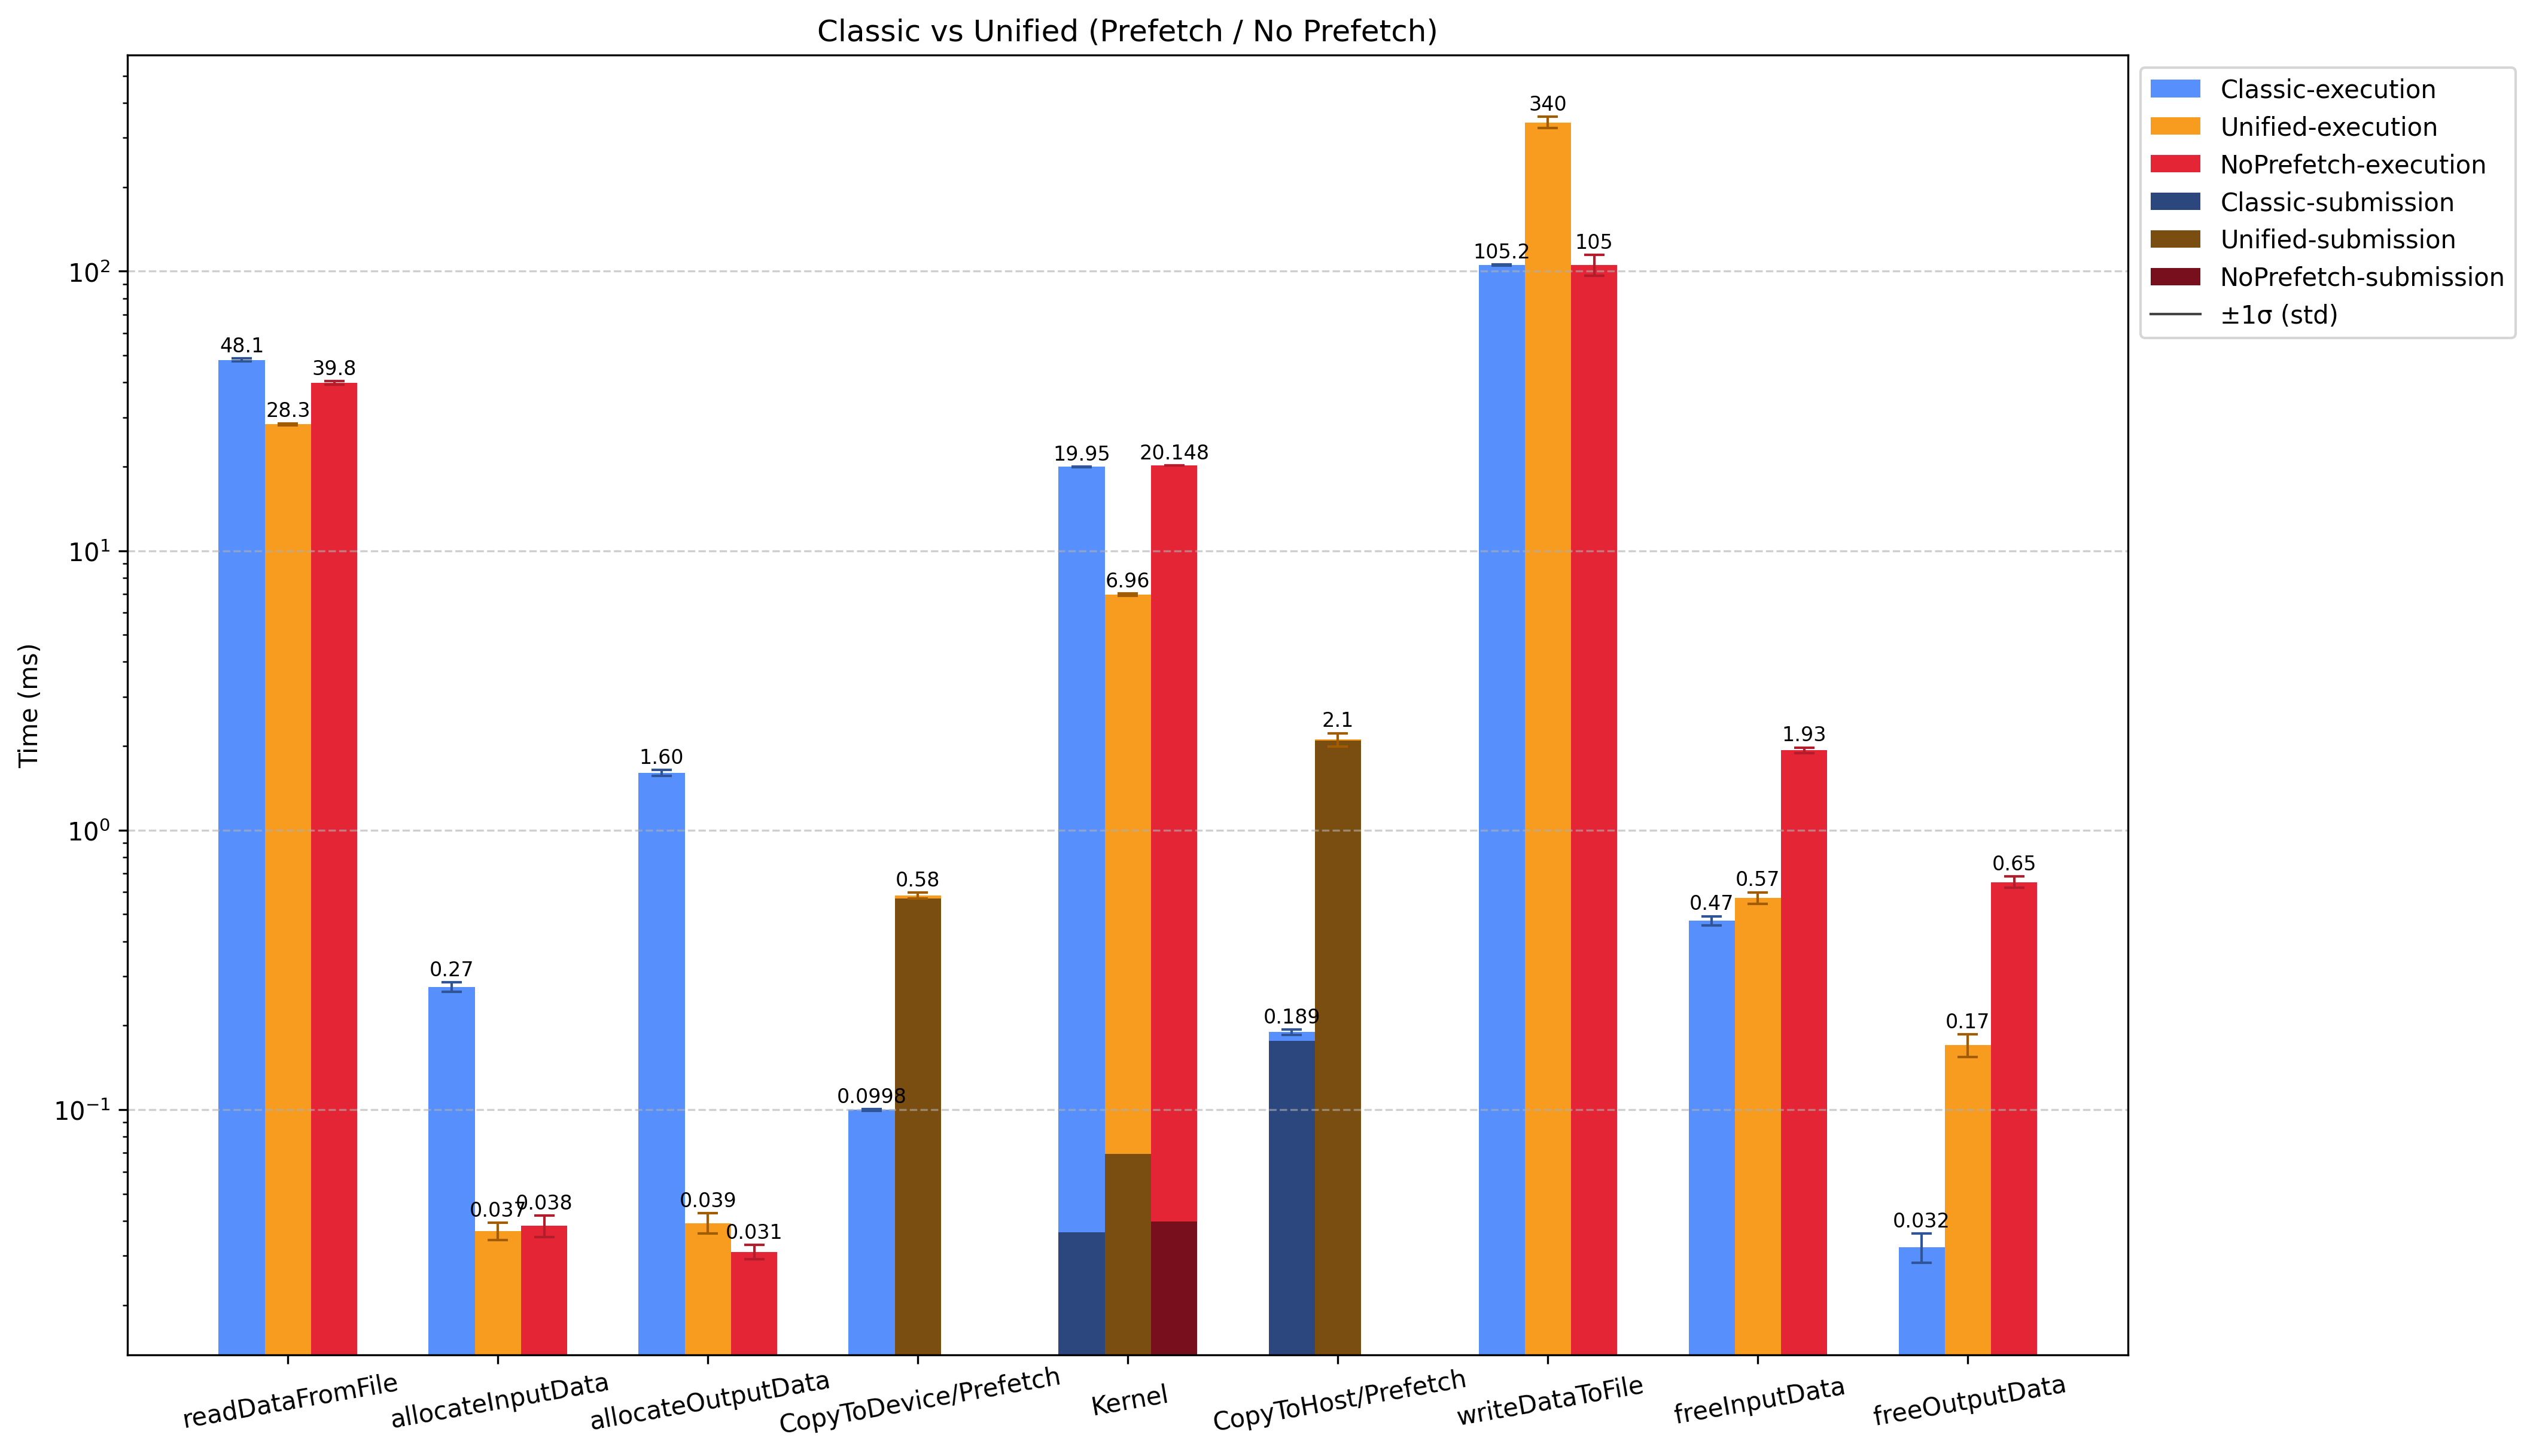 Classic vs Unified (Prefetch / No Prefetch)
Time (ms)
10²
10¹
10⁰
10⁻¹
48.1
28.3
39.8
0.27
0.037
0.038
1.60
0.039
0.031
0.0998
0.58
19.95
6.96
20.148
0.189
2.1
105.2
340
105
0.47
0.57
1.93
0.032
0.17
0.65
readDataFromFile
allocateInputData
allocateOutputData
CopyToDevice/Prefetch
Kernel
CopyToHost/Prefetch
writeDataToFile
freeInputData
freeOutputData
Classic-execution
Unified-execution
NoPrefetch-execution
Classic-submission
Unified-submission
NoPrefetch-submission
±1σ (std)